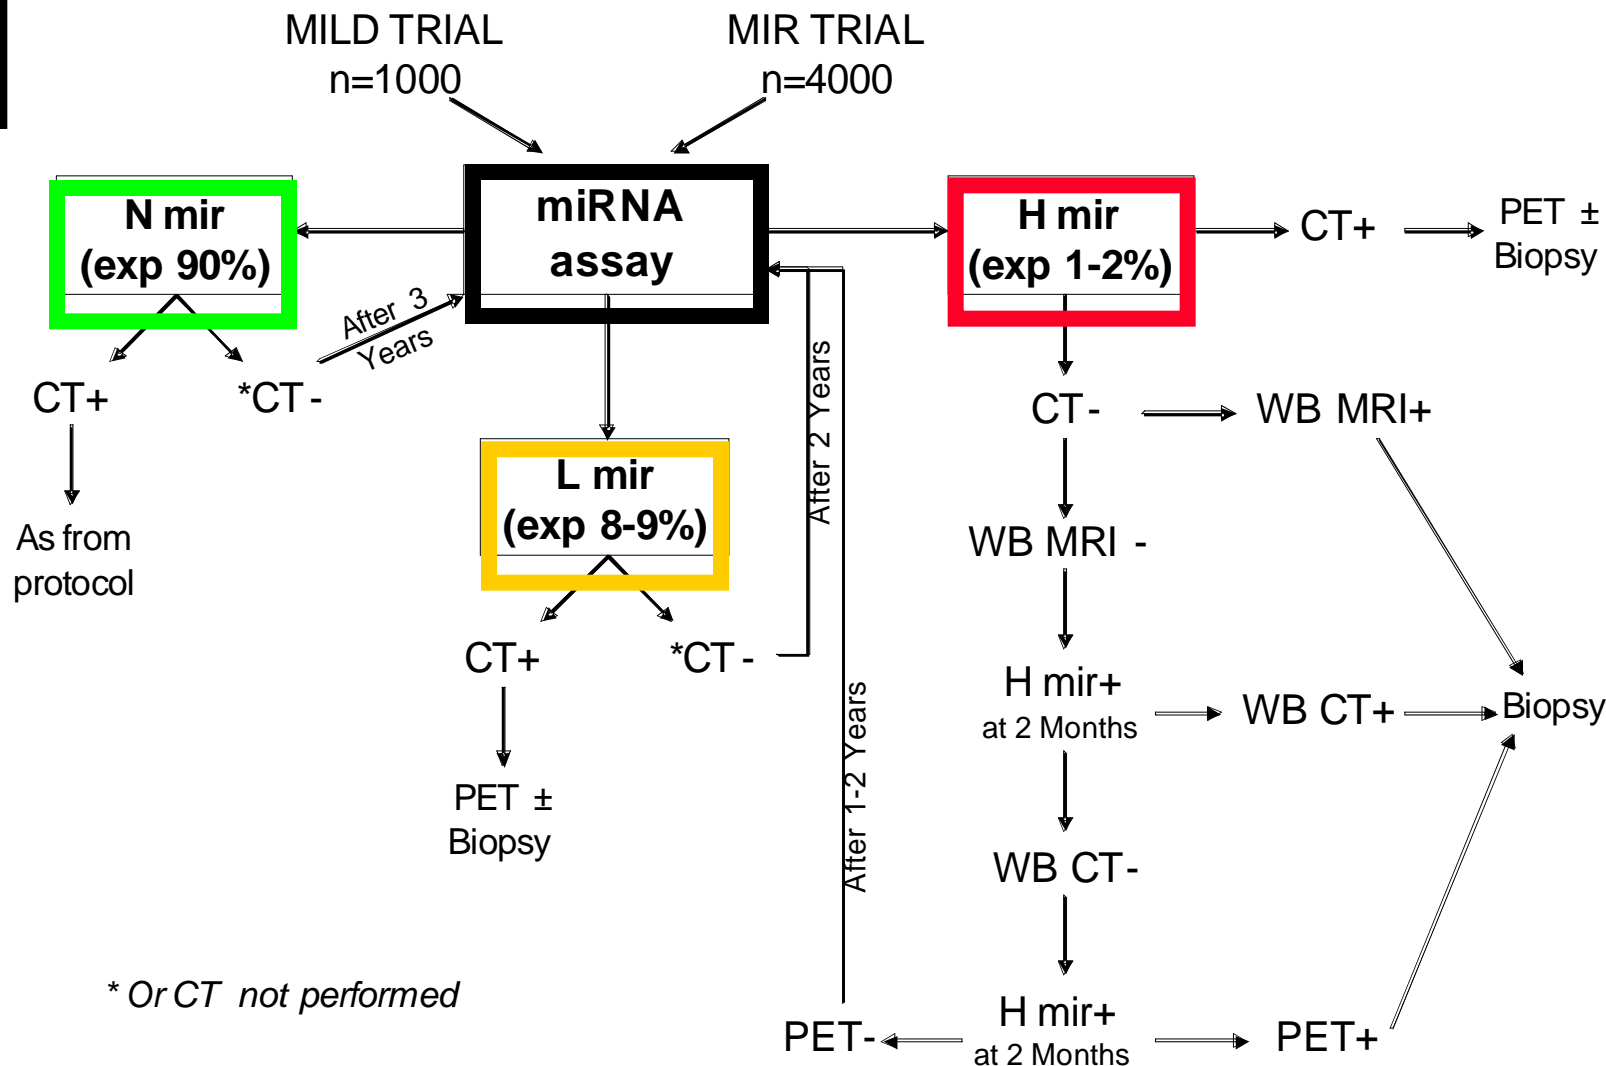 MILD TRIAL
n=1000
MIR TRIAL
n=4000
N mir
(exp 90%)
miRNA
assay
H mir
(exp 1-2%)
CT+
PET ±
Biopsy
After 3
Years
CT+
*CT -
As from
protocol
L mir
(exp 8-9%)
After 2 Years
CT+
*CT -
PET ±
Biopsy
After 1-2 Years
CT -
WB MRI+
WB MRI -
H mir+
at 2 Months
WB CT+
Biopsy
WB CT-
H mir+
at 2 Months
PET-
PET+
* Or CT not performed